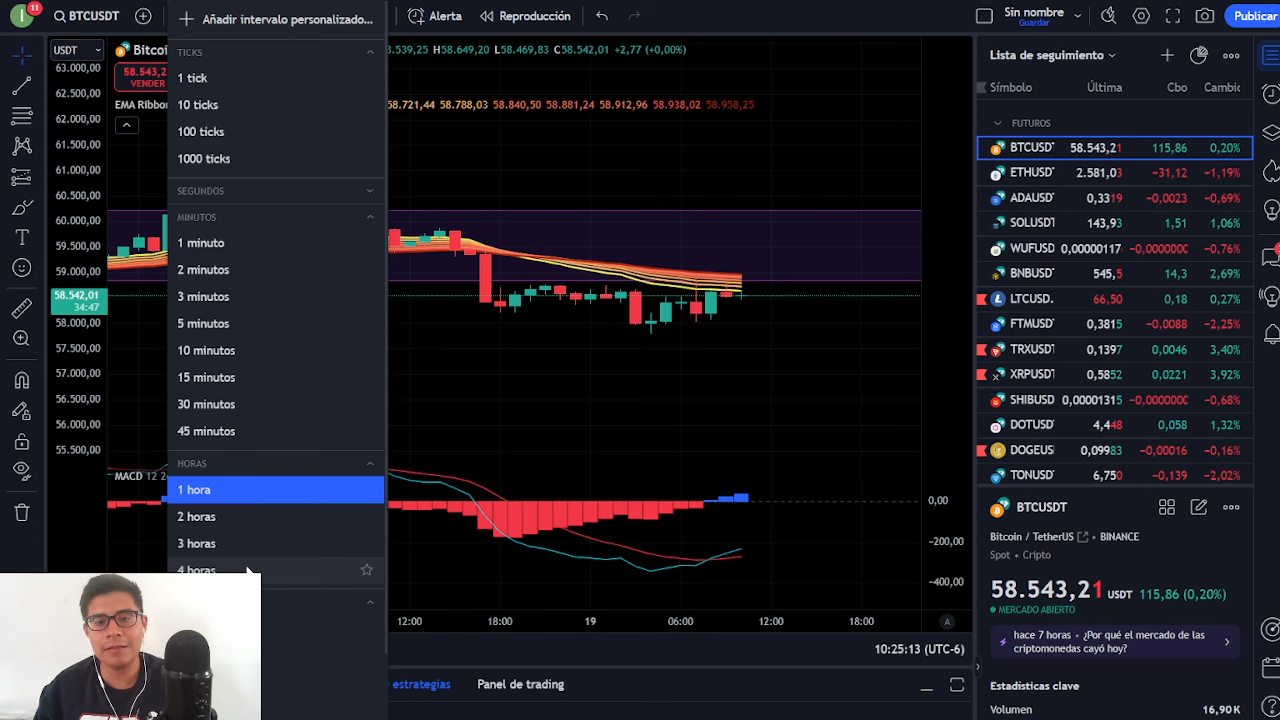 11
BTCUSDT
Añadir intervalo personalizado...
Alerta
Reproducción
Sin nombre
Guardar
Publicar
USDT
Bitcoi
3.539,25 H58.649,20 L58.469,83 C58.542,01 +2,77 (+0,00%)
58.543,2
VENDER
EMA Ribbon
58.721,44 58.788,03 58.840,50 58.881,24 58.912,96 58.938,02 58.958,25
63.000,00
62.500,00
62.000,00
61.500,00
61.000,00
60.500,00
60.000,00
59.500,00
59.000,00
58.542,01
34:47
58.000,00
57.500,00
57.000,00
56.500,00
56.000,00
55.500,00
TICKS
1 tick
10 ticks
100 ticks
1000 ticks
SEGUNDOS
MINUTOS
1 minuto
2 minutos
3 minutos
5 minutos
10 minutos
15 minutos
30 minutos
45 minutos
HORAS
1 hora
2 horas
3 horas
4 horas
MACD 12 2
0,00
−200,00
−400,00
12:00 18:00 19 06:00 12:00 18:00
A
10:25:13 (UTC-6)
estrategias
Panel de trading
Lista de seguimiento
Símbolo Última Cbo Cambic
FUTUROS
BTCUSDT 58.543,21 115,86 0,20%
ETHUSD 2.581,03 −31,12 −1,19%
ADAUSD 0,3319 −0,0023 −0,69%
SOLUSDT 143,93 1,51 1,06%
WUFUSD 0,00000117 −0,0000000 −0,76%
BNBUSD 545,5 14,3 2,69%
LTCUSD. 66,50 0,18 0,27%
FTMUSD 0,3815 −0,0088 −2,25%
TRXUSDT 0,1397 0,0046 3,40%
XRPUSDT 0,5852 0,0221 3,92%
SHIBUSD 0,00001315 −0,0000000 −0,68%
DOTUSD 4,448 0,058 1,32%
DOGEUS 0,09983 −0,00016 −0,16%
TONUSD 6,750 −0,139 −2,02%
BTCUSDT
Bitcoin / TetherUS • BINANCE
Spot • Cripto
58.543,21 USDT 115,86 (0,20%)
MERCADO ABIERTO
hace 7 horas • ¿Por qué el mercado de las
criptomonedas cayó hoy?
Estadísticas clave
Volumen 16,90 K